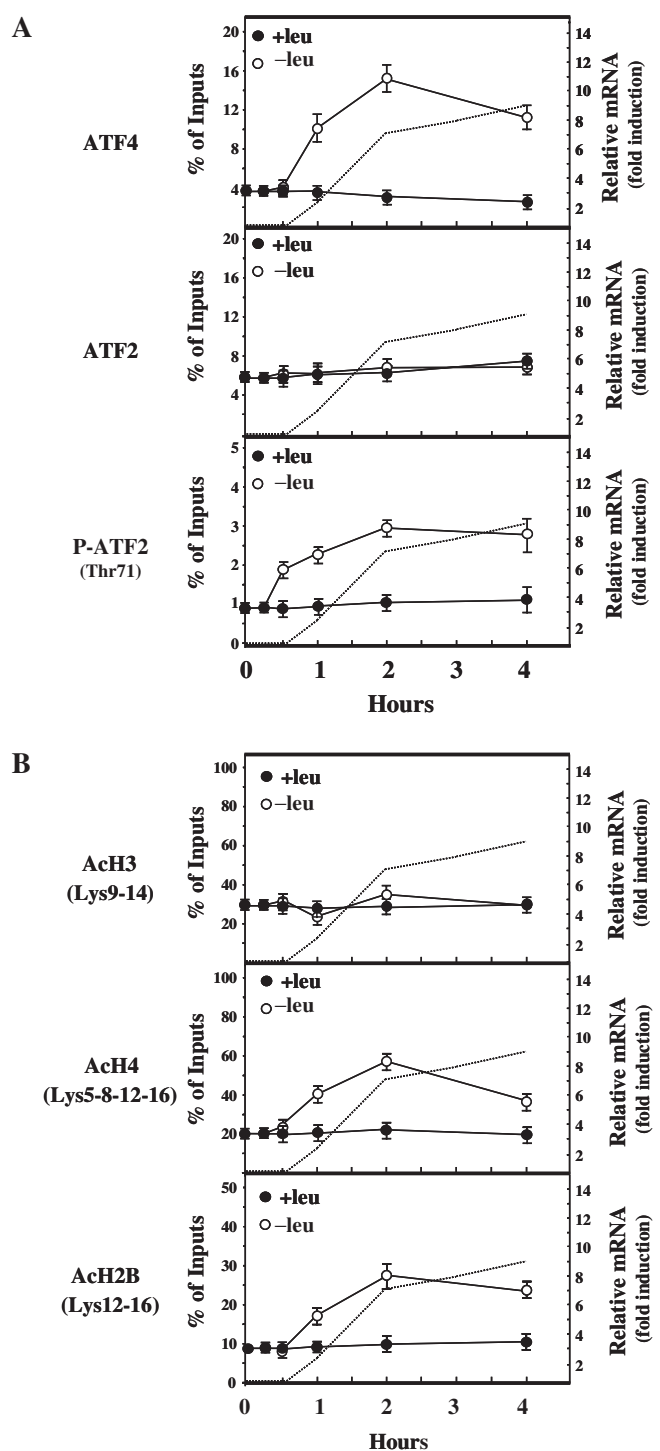 A
ATF4
% of Inputs
20
16
12
8
4
+leu
−leu
14
12
10
8
6
4
2
Relative mRNA
(fold induction)
ATF2
% of Inputs
20
16
12
8
4
+leu
−leu
14
12
10
8
6
4
2
Relative mRNA
(fold induction)
P-ATF2
(Thr71)
% of Inputs
5
4
3
2
1
0
+leu
−leu
14
12
10
8
6
4
2
Relative mRNA
(fold induction)
0 1 2 3 4
Hours
B
AcH3
(Lys9-14)
% of Inputs
100
80
60
40
20
+leu
−leu
14
12
10
8
6
4
2
Relative mRNA
(fold induction)
AcH4
(Lys5-8-12-16)
% of Inputs
100
80
60
40
20
+leu
−leu
14
12
10
8
6
4
2
Relative mRNA
(fold induction)
AcH2B
(Lys12-16)
% of Inputs
50
40
30
20
10
0
+leu
−leu
14
12
10
8
6
4
2
Relative mRNA
(fold induction)
0 1 2 3 4
Hours